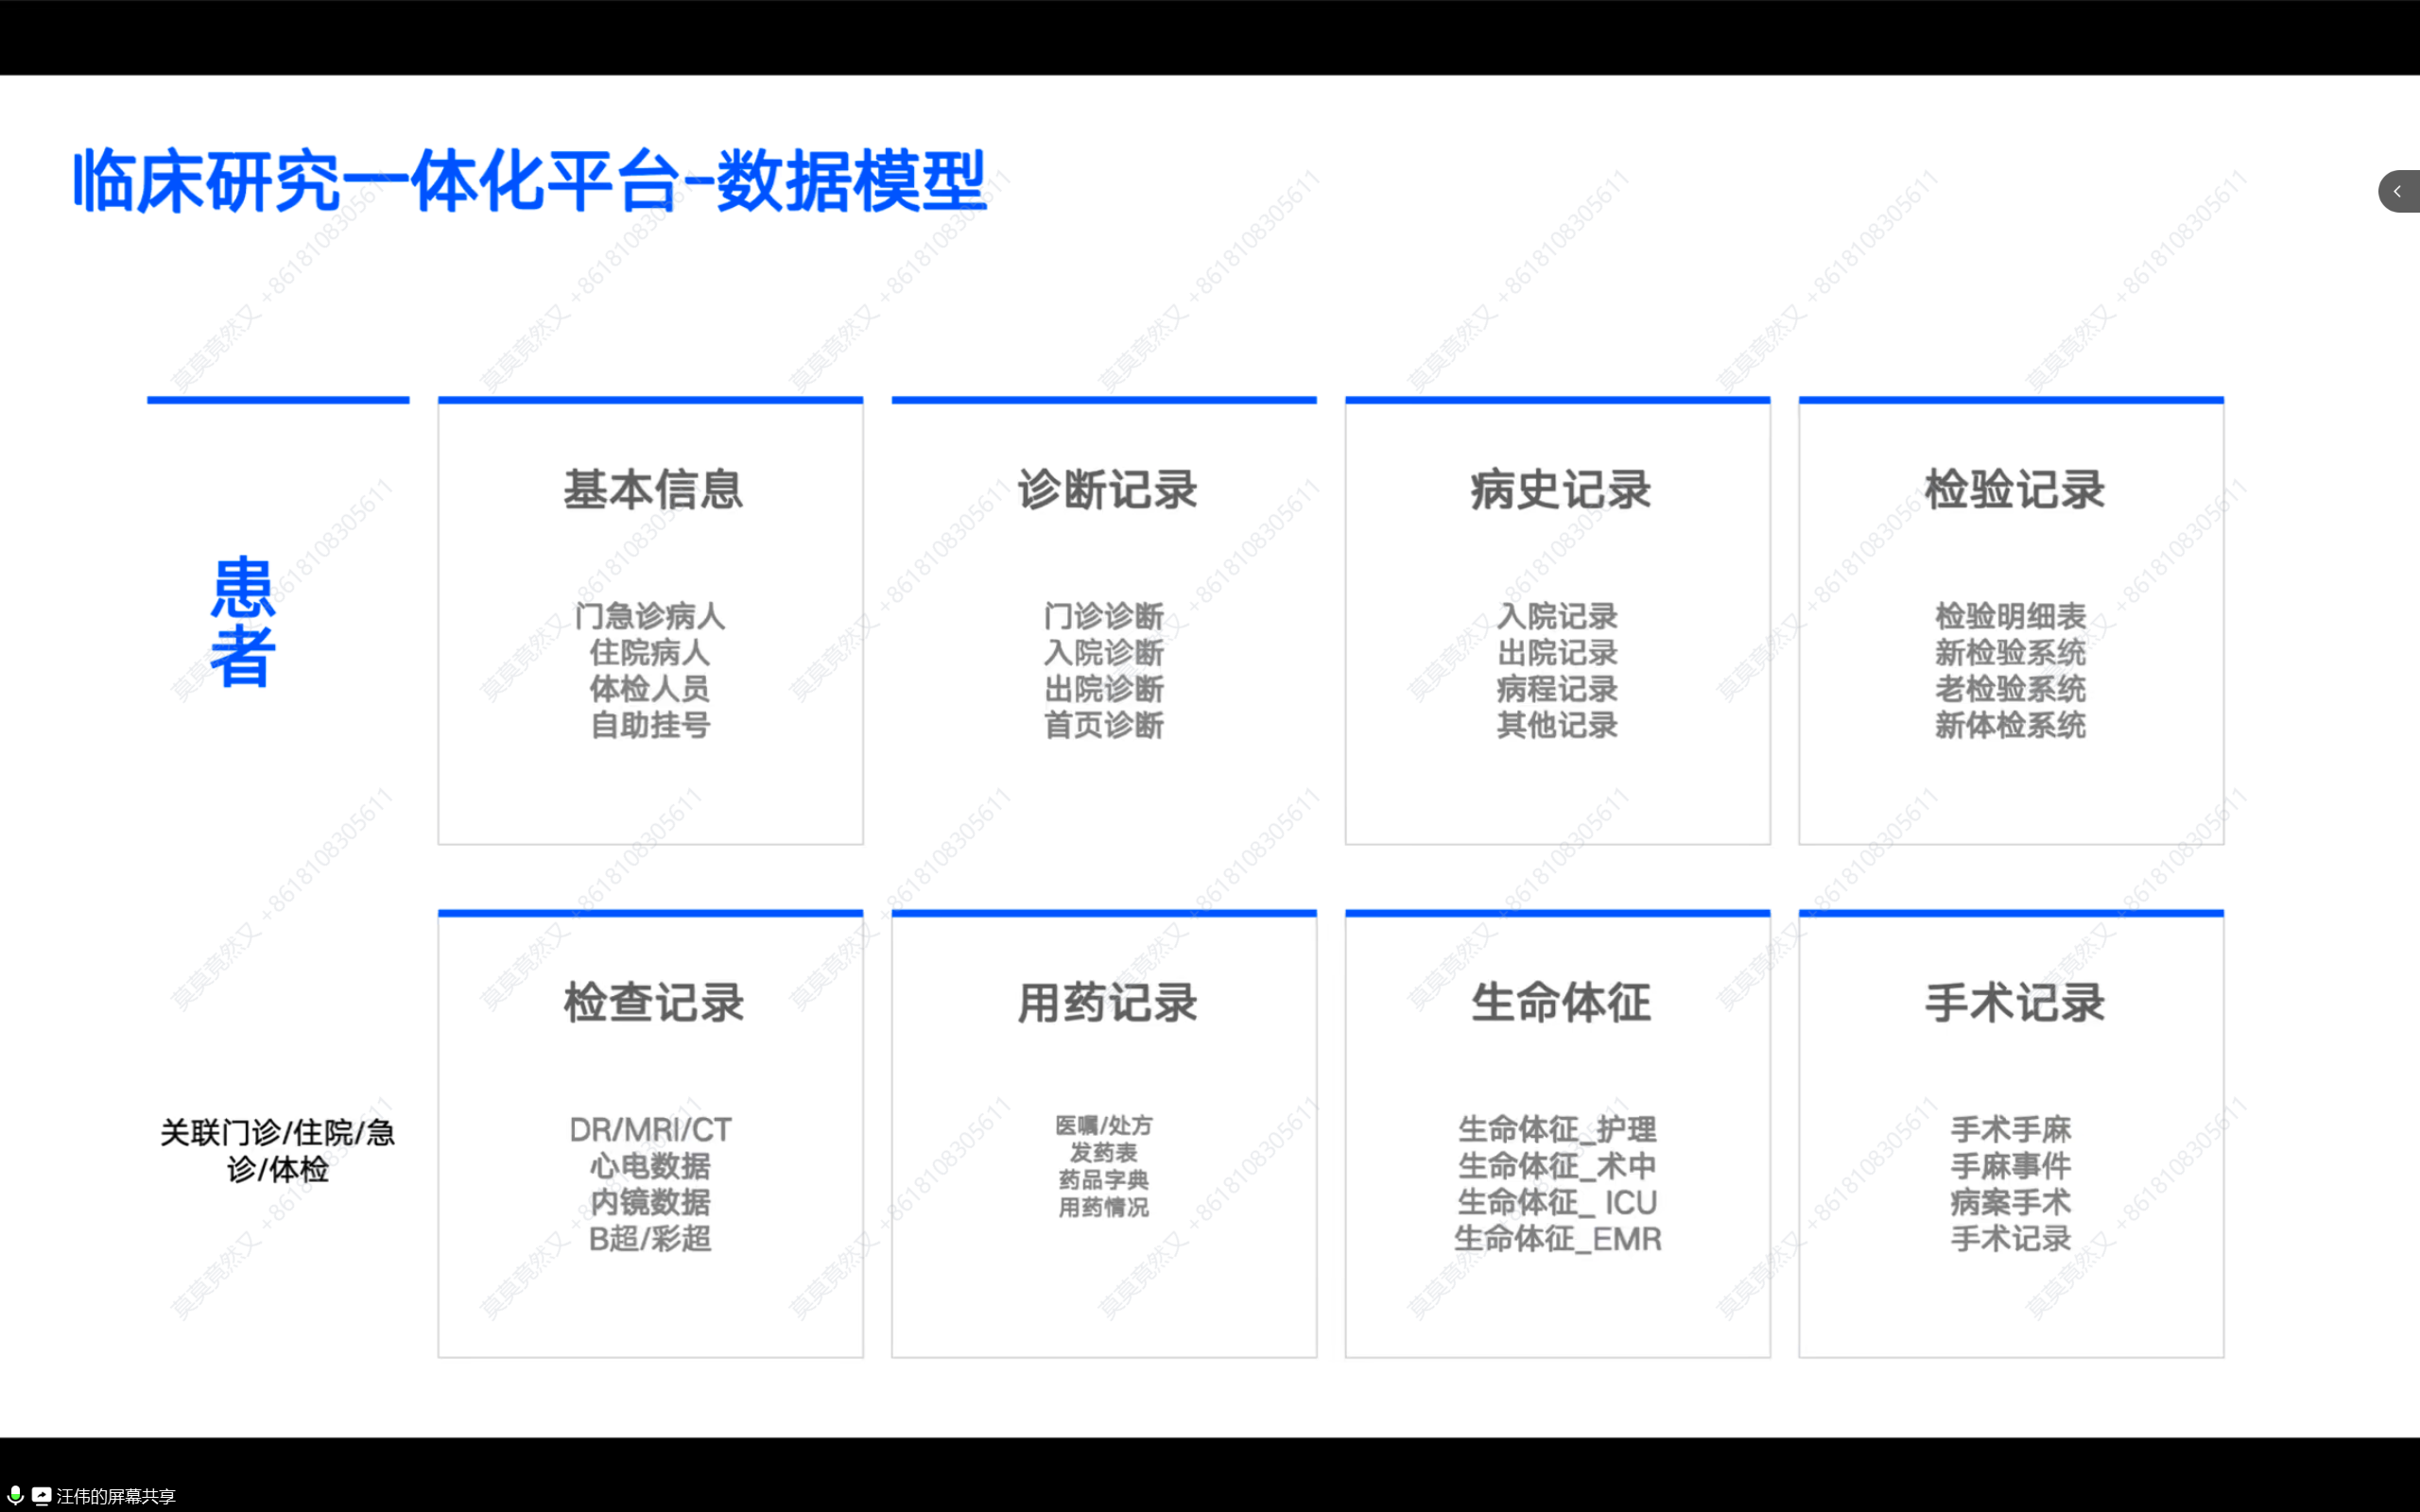 临床研究一体化平台-数据模型
患者
基本信息
门急诊病人
住院病人
体检人员
自助挂号
诊断记录
门诊诊断
入院诊断
出院诊断
首页诊断
病史记录
入院记录
出院记录
病程记录
其他记录
检验记录
检验明细表
新检验系统
老检验系统
新体检系统
关联门诊/住院/急
诊/体检
检查记录
DR/MRI/CT
心电数据
内镜数据
B超/彩超
用药记录
医嘱/处方
发药表
药品字典
用药情况
生命体征
生命体征_护理
生命体征_术中
生命体征_ ICU
生命体征_EMR
手术记录
手术手麻
手麻事件
病案手术
手术记录
莫莫竟然又 +8618108305611
汪伟的屏幕共享